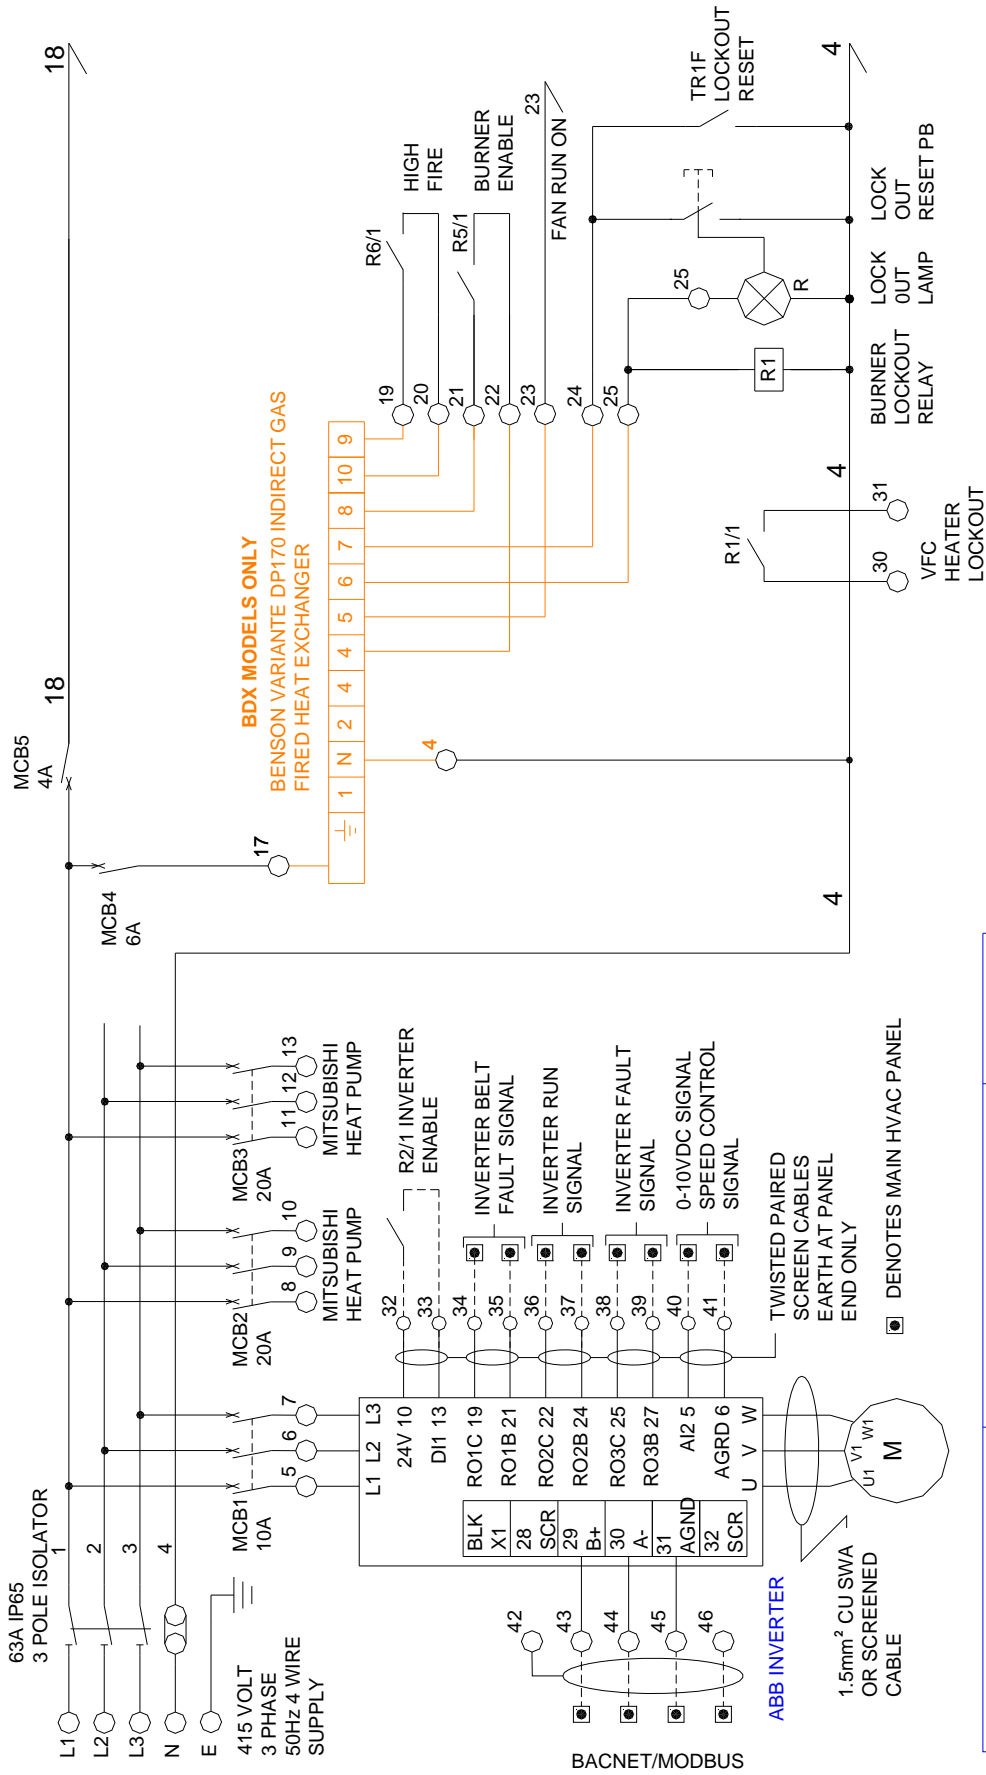 63A IP65
3 POLE ISOLATOR
L1
L2
L3
N
E
1
2
3
4
415 VOLT
3 PHASE
50Hz 4 WIRE
SUPPLY
MCB1
10A
5
6
7
MCB2
20A
8
9
10
MITSUBISHI
HEAT PUMP
MCB3
20A
11
12
13
MITSUBISHI
HEAT PUMP
MCB4
6A
17
MCB5
4A
18
18
BDX MODELS ONLY
BENSON VARIANTE DP170 INDIRECT GAS
FIRED HEAT EXCHANGER
1
N
2
4
4
5
6
7
8
10
9
4
19
20
21
22
23
24
25
R6/1
HIGH
FIRE
R5/1
BURNER
ENABLE
23
FAN RUN ON
TR1F
LOCKOUT
RESET
25
R
R1
LOCK
OUT
RESET PB
LOCK
0UT
LAMP
BURNER
LOCKOUT
RELAY
4
4
4
R1/1
30
31
VFC
HEATER
LOCKOUT
L1
L2
L3
24V 10
DI1 13
RO1C 19
RO1B 21
RO2C 22
RO2B 24
RO3C 25
RO3B 27
AI2 5
AGRD 6
U
V
W
BLK
X1
28
SCR
29
B+
30
A-
31
AGND
32
SCR
32
33
34
35
36
37
38
39
40
41
R2/1 INVERTER
ENABLE
INVERTER BELT
FAULT SIGNAL
INVERTER RUN
SIGNAL
INVERTER FAULT
SIGNAL
0-10VDC SIGNAL
SPEED CONTROL
SIGNAL
TWISTED PAIRED
SCREEN CABLES
EARTH AT PANEL
END ONLY
DENOTES MAIN HVAC PANEL
42
43
44
45
46
BACNET/MODBUS
ABB INVERTER
1.5mm² CU SWA
OR SCREENED
CABLE
U1
V1
W1
M